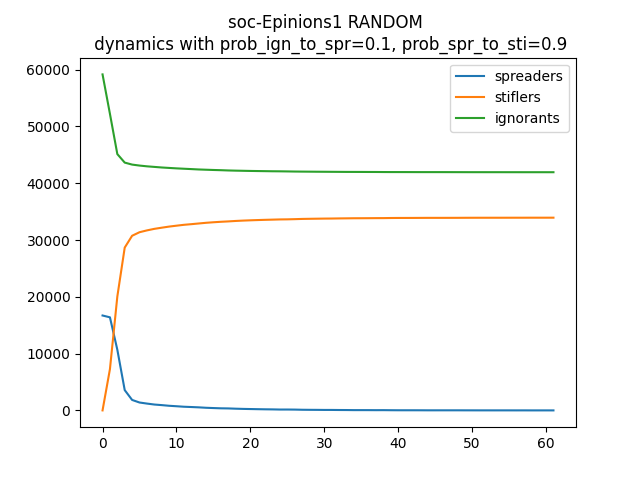 soc-Epinions1 RANDOM
dynamics with prob_ign_to_spr=0.1, prob_spr_to_sti=0.9
60000
50000
40000
30000
20000
10000
0
spreaders
stiflers
ignorants
0 10 20 30 40 50 60